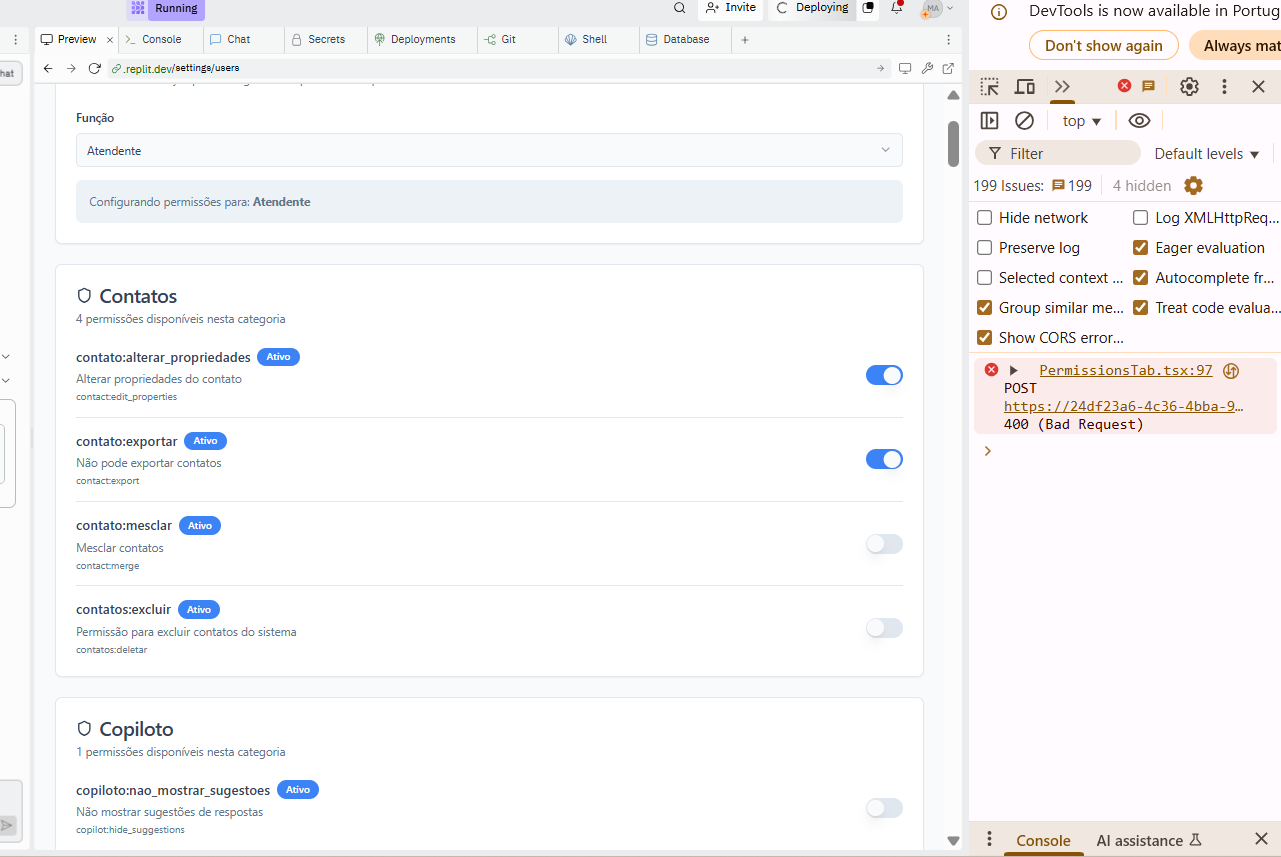 Running
Invite
Deploying
MA
Preview
Console
Chat
Secrets
Deployments
Git
Shell
Database
hat
.replit.dev/settings/users
Função
Atendente
Configurando permissões para: Atendente
Contatos
4 permissões disponíveis nesta categoria
contato:alterar_propriedades Ativo
Alterar propriedades do contato
contact:edit_properties
contato:exportar Ativo
Não pode exportar contatos
contact:export
contato:mesclar Ativo
Mesclar contatos
contact:merge
contatos:excluir Ativo
Permissão para excluir contatos do sistema
contatos:deletar
Copiloto
1 permissões disponíveis nesta categoria
copiloto:nao_mostrar_sugestoes Ativo
Não mostrar sugestões de respostas
copilot:hide_suggestions
DevTools is now available in Portug
Don't show again
Always mat
top
Filter
Default levels
199 Issues: 199
4 hidden
Hide network
Log XMLHttpReq...
Preserve log
Eager evaluation
Selected context ...
Autocomplete fr...
Group similar me...
Treat code evalua...
Show CORS error...
PermissionsTab.tsx:97
POST
https://24df23a6-4c36-4bba-9…
400 (Bad Request)
Console
AI assistance